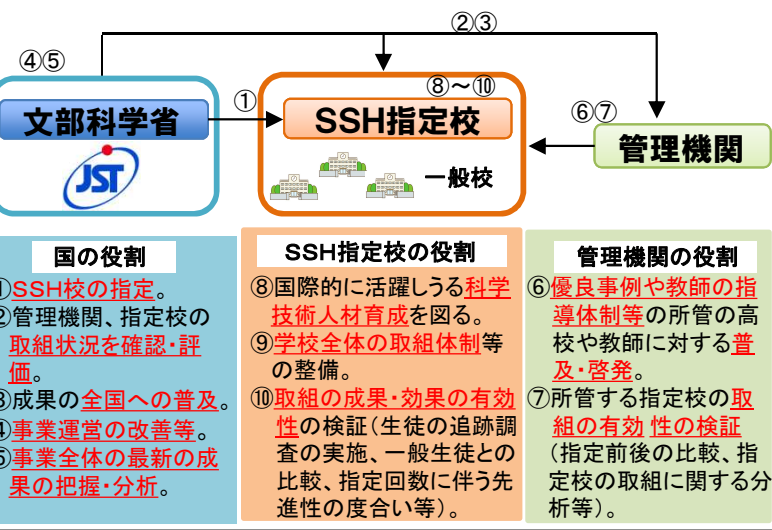 ②③
④⑤
⑧～⑩
①
⑥⑦
文部科学省
SSH指定校
管理機関
JST
一般校
国の役割
①SSH校の指定。
②管理機関、指定校の
取組状況を確認・評
価。
③成果の全国への普及。
④事業運営の改善等。
⑤事業全体の最新の成
果の把握・分析。
SSH指定校の役割
⑧国際的に活躍しうる科学
技術人材育成を図る。
⑨学校全体の取組体制等
の整備。
⑩取組の成果・効果の有効
性の検証（生徒の追跡調
査の実施、一般生徒との
比較、指定回数に伴う先
進性の度合い等）。
管理機関の役割
⑥優良事例や教師の指
導体制等の所管の高
校や教師に対する普
及・啓発。
⑦所管する指定校の取
組の有効 性の検証
（指定前後の比較、指
定校の取組に関する分
析等）。